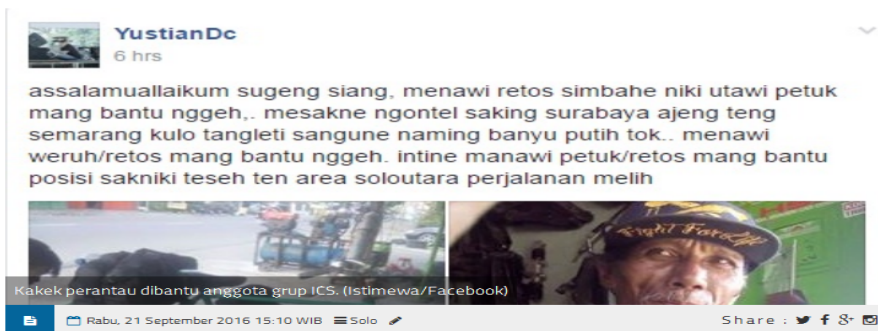 YustianDc
6 hrs
assalamuallaikum sugeng siang, menawi retos simbahe niki utawi petuk
mang bantu nggeh,. mesakne ngontel saking surabaya ajeng teng
semarang kulo tangleti sangune naming banyu putih tok.. menawi
weruh/retos mang bantu nggeh. intine manawi petuk/retos mang bantu
posisi sakniki teseh ten area soloutara perjalanan melih
Fight For
Kakek perantau dibantu anggota grup ICS. (Istimewa/Facebook)
Rabu, 21 September 2016 15:10 WIB Solo
Share :